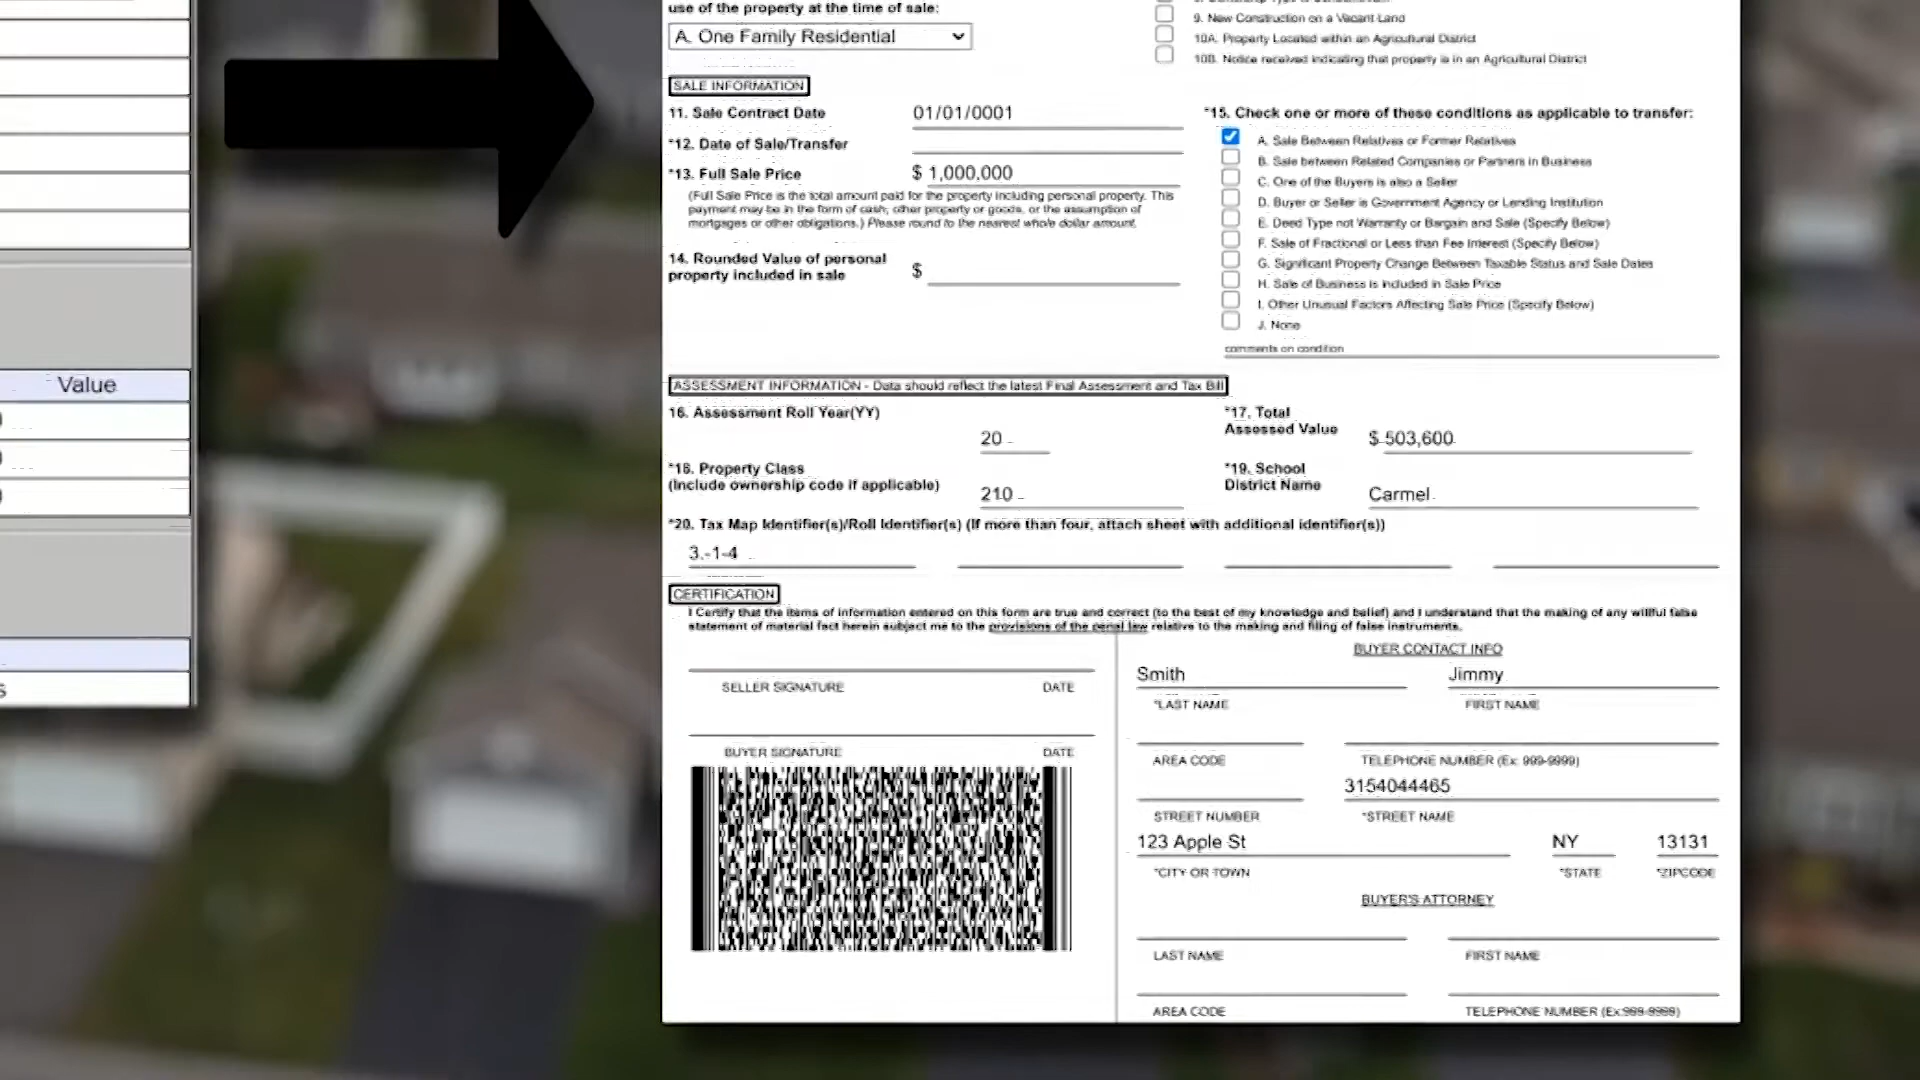 use of the property at the time of sale:
A. One Family Residential
9. New Construction on a Vacant Land
10A. Property Located within an Agricultural District
10B. Notice received indicating that property is in an Agricultural District
SALE INFORMATION
11. Sale Contract Date 01/01/0001
*12. Date of Sale/Transfer
*13. Full Sale Price $ 1,000,000
(Full Sale Price is the total amount paid for the property including personal property. This
payment may be in the form of cash, other property or goods, or the assumption of
mortgages or other obligations.) Please round to the nearest whole dollar amount.
14. Rounded Value of personal
property included in sale $
*15. Check one or more of these conditions as applicable to transfer:
A. Sale Between Relatives or Former Relatives
B. Sale between Related Companies or Partners in Business
C. One of the Buyers is also a Seller
D. Buyer or Seller is Government Agency or Lending Institution
E. Deed Type not Warranty or Bargain and Sale (Specify Below)
F. Sale of Fractional or Less than Fee Interest (Specify Below)
G. Significant Property Change Between Taxable Status and Sale Dates
H. Sale of Business is included in Sale Price
I. Other Unusual Factors Affecting Sale Price (Specify Below)
J. None
comments on condition
Value
ASSESSMENT INFORMATION - Data should reflect the latest Final Assessment and Tax Bill
16. Assessment Roll Year(YY)
20
*17. Total
Assessed Value $ 503,600
*18. Property Class
(Include ownership code if applicable) 210
*19. School
District Name Carmel
*20. Tax Map Identifier(s)/Roll Identifier(s) (If more than four, attach sheet with additional identifier(s))
3.-1-4
CERTIFICATION
I Certify that the items of information entered on this form are true and correct (to the best of my knowledge and belief) and I understand that the making of any willful false
statement of material fact herein subject me to the provisions of the penal law relative to the making and filing of false instruments.
SELLER SIGNATURE DATE
BUYER SIGNATURE DATE
BUYER CONTACT INFO
Smith Jimmy
*LAST NAME FIRST NAME
AREA CODE TELEPHONE NUMBER (Ex: 999-9999)
3154044465
STREET NUMBER *STREET NAME
123 Apple St NY 13131
*CITY OR TOWN *STATE *ZIPCODE
BUYER'S ATTORNEY
LAST NAME FIRST NAME
AREA CODE TELEPHONE NUMBER (Ex:999-9999)